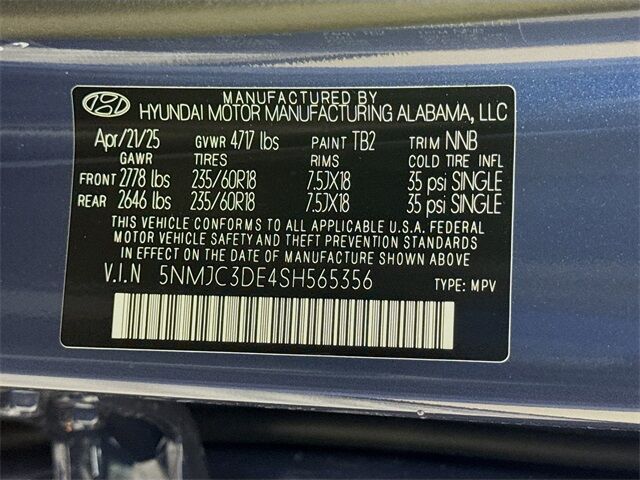 MANUFACTURED BY
HYUNDAI MOTOR MANUFACTURING ALABAMA, LLC
Apr/21/25 GVWR 4717 lbs PAINT TB2 TRIM NNB
GAWR TIRES RIMS COLD TIRE INFL
FRONT 2778 lbs 235/60R18 7.5JX18 35 psi SINGLE
REAR 2646 lbs 235/60R18 7.5JX18 35 psi SINGLE
THIS VEHICLE CONFORMS TO ALL APPLICABLE U.S.A. FEDERAL
MOTOR VEHICLE SAFETY AND THEFT PREVENTION STANDARDS
IN EFFECT ON THE DATE OF MANUFACTURE SHOWN ABOVE.
V.I.N 5NMJC3DE4SH565356 TYPE: MPV